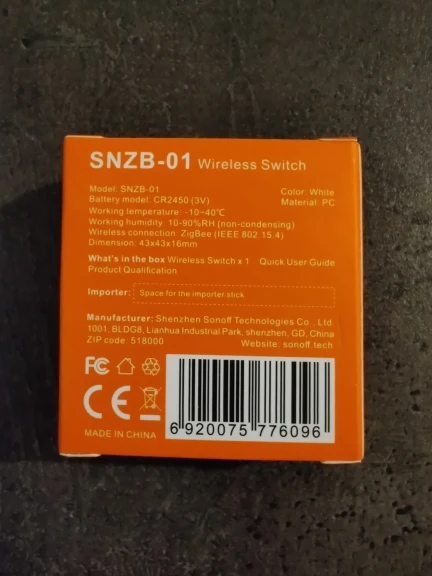 SNZB-01 Wireless Switch
Model: SNZB-01 Color: White
Battery model: CR2450 (3V) Material: PC
Working temperature: -10~40℃
Working humidity: 10-90%RH (non-condensing)
Wireless connection: ZigBee (IEEE 802.15.4)
Dimension: 43x43x16mm
What's in the box Wireless Switch x 1 Quick User Guide
Product Qualification
Importer: Space for the importer stick
Manufacturer: Shenzhen Sonoff Technologies Co., Ltd.
1001, BLDG8, Lianhua Industrial Park, shenzhen, GD, China
ZIP code: 518000 Website: sonoff.tech
FC
CE
MADE IN CHINA
6 920075 776096